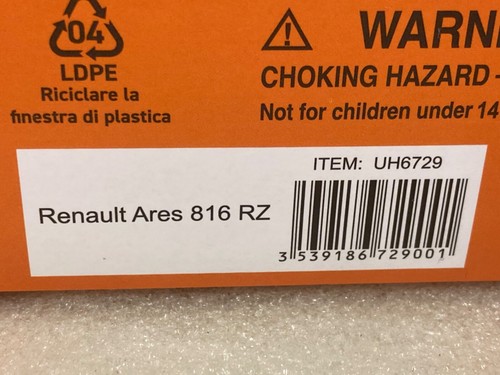 04
LDPE
Riciclare la
finestra di plastica
WARN
CHOKING HAZARD -
Not for children under 14
ITEM: UH6729
Renault Ares 816 RZ
3 539186 729001